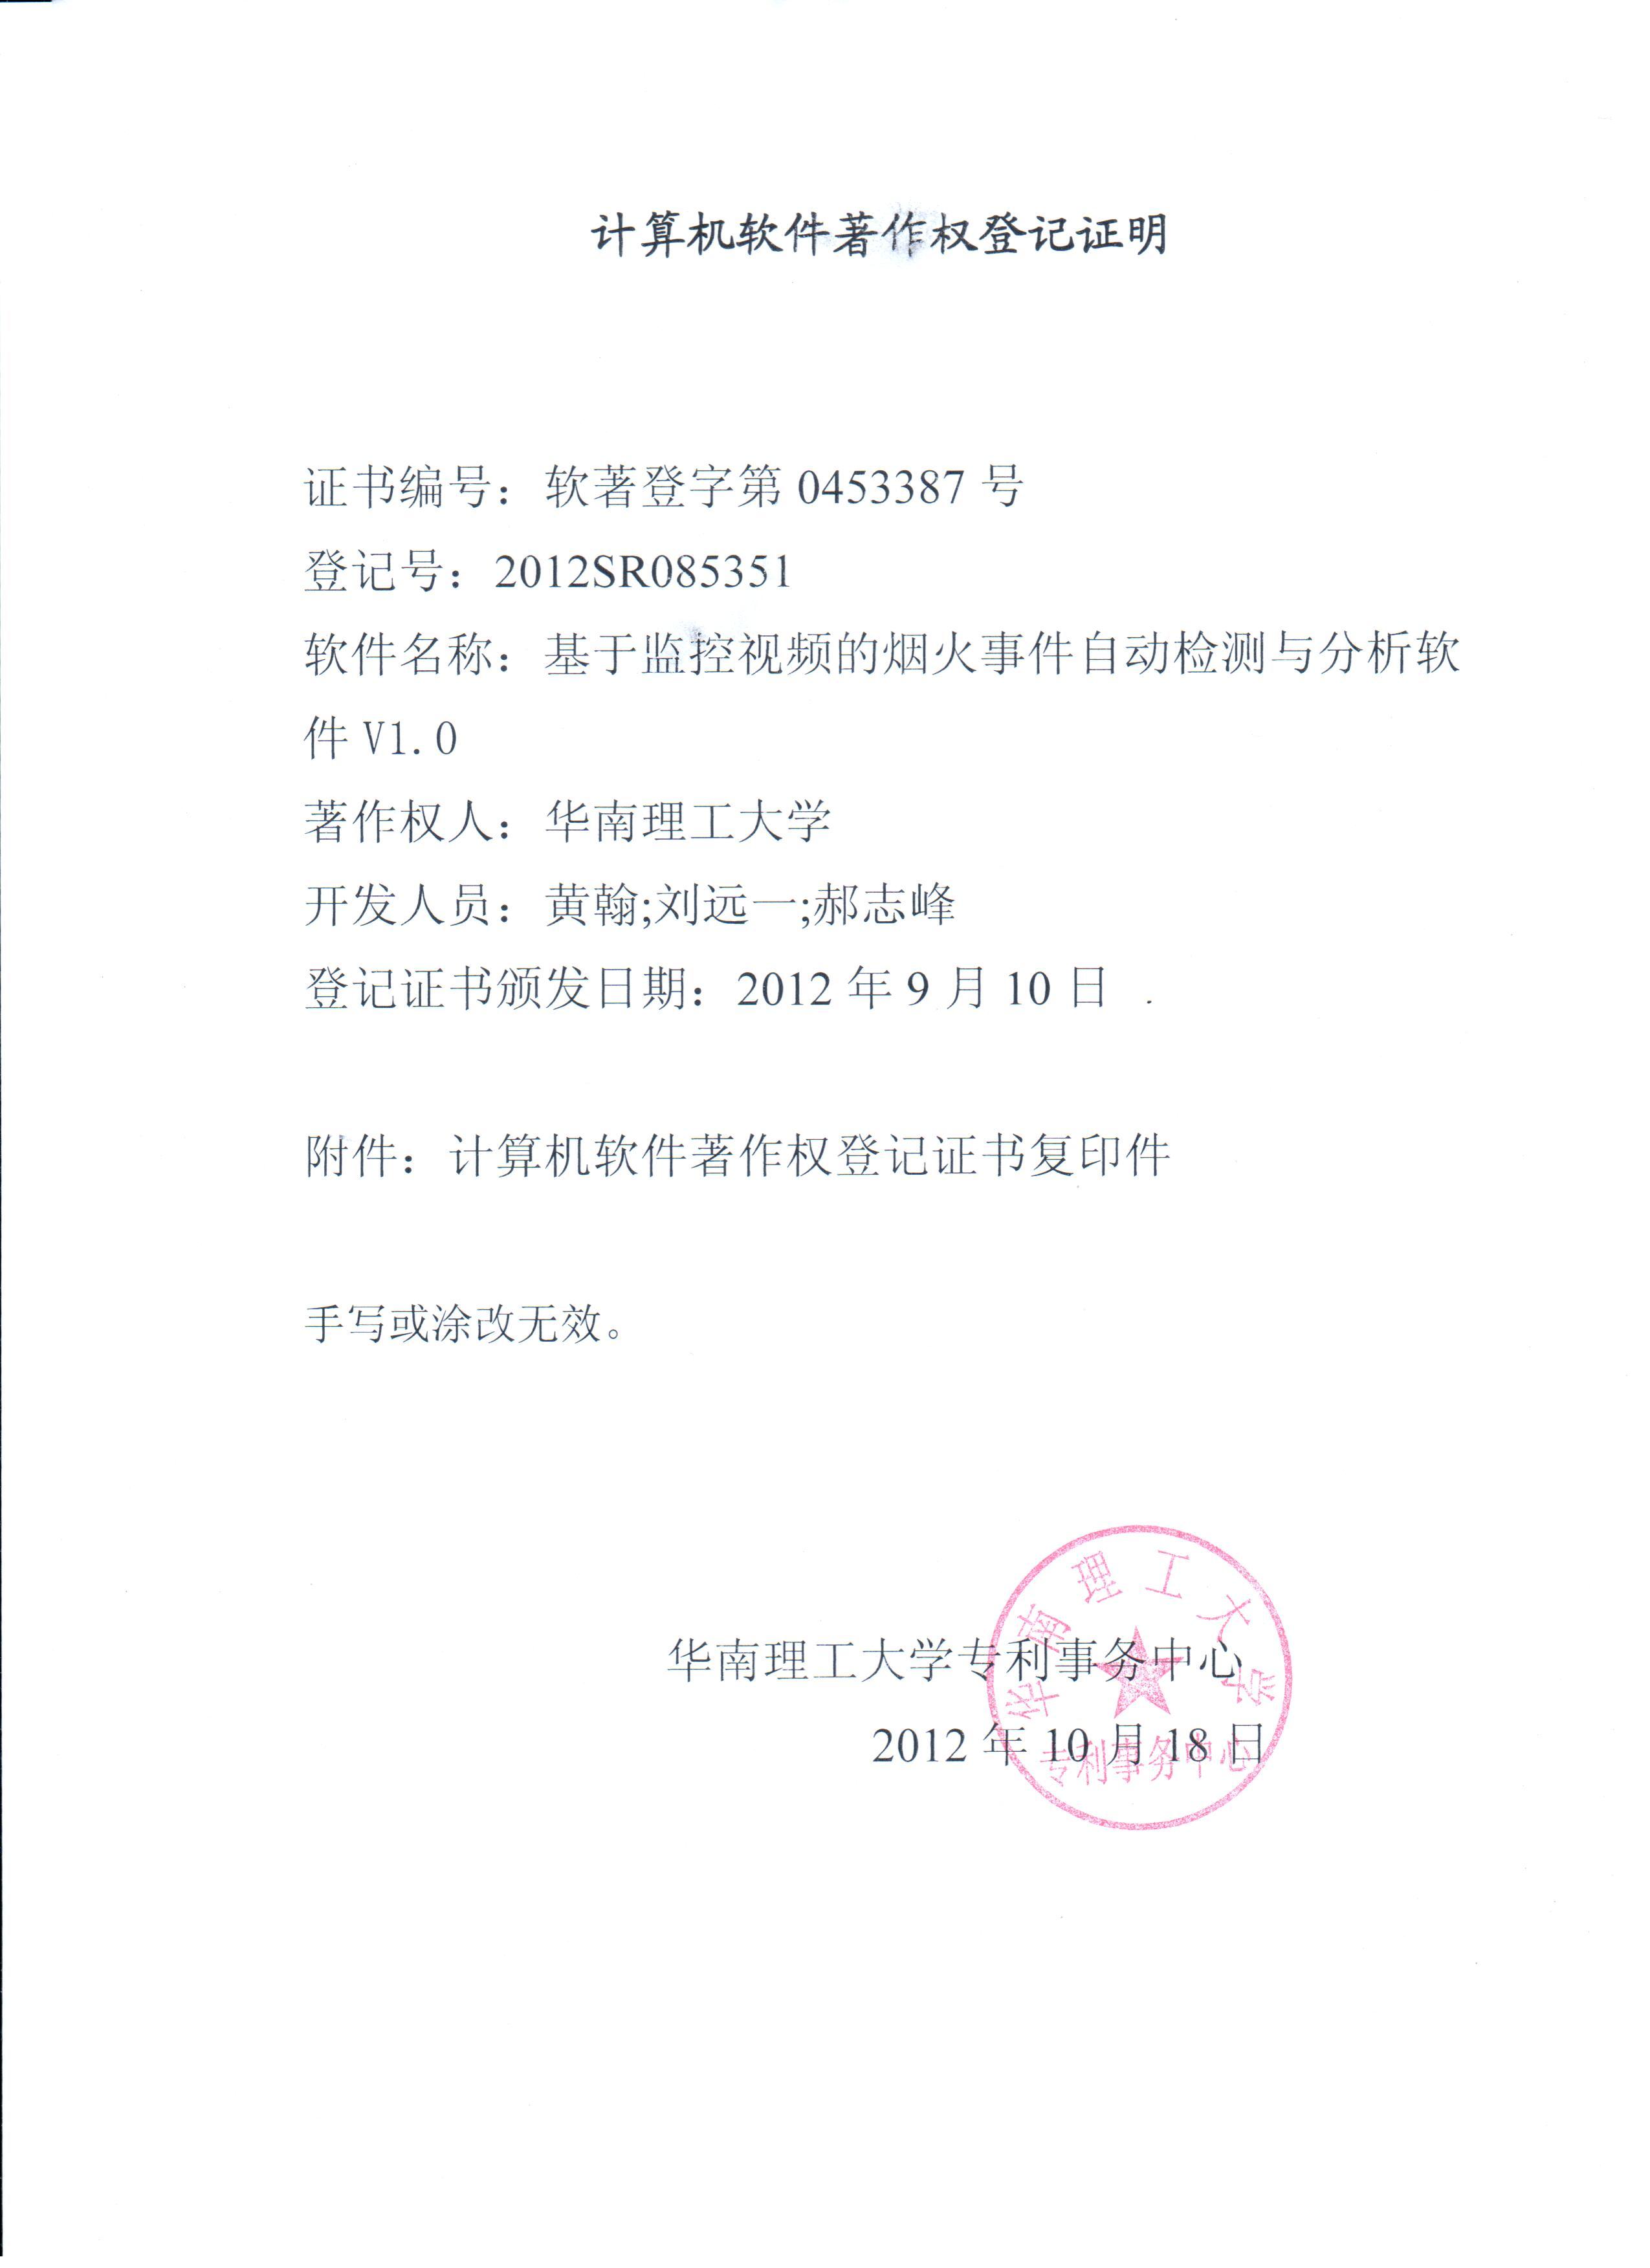 计算机软件著作权登记证明
证书编号：软著登字第 0453387 号
登记号：2012SR085351
软件名称：基于监控视频的烟火事件自动检测与分析软
件 V1.0
著作权人：华南理工大学
开发人员：黄翰;刘远一;郝志峰
登记证书颁发日期：2012 年 9 月 10 日
附件：计算机软件著作权登记证书复印件
手写或涂改无效。
华南理工大学专利事务中心
2012 年 10 月 18 日
华南理工大学
专利事务中心